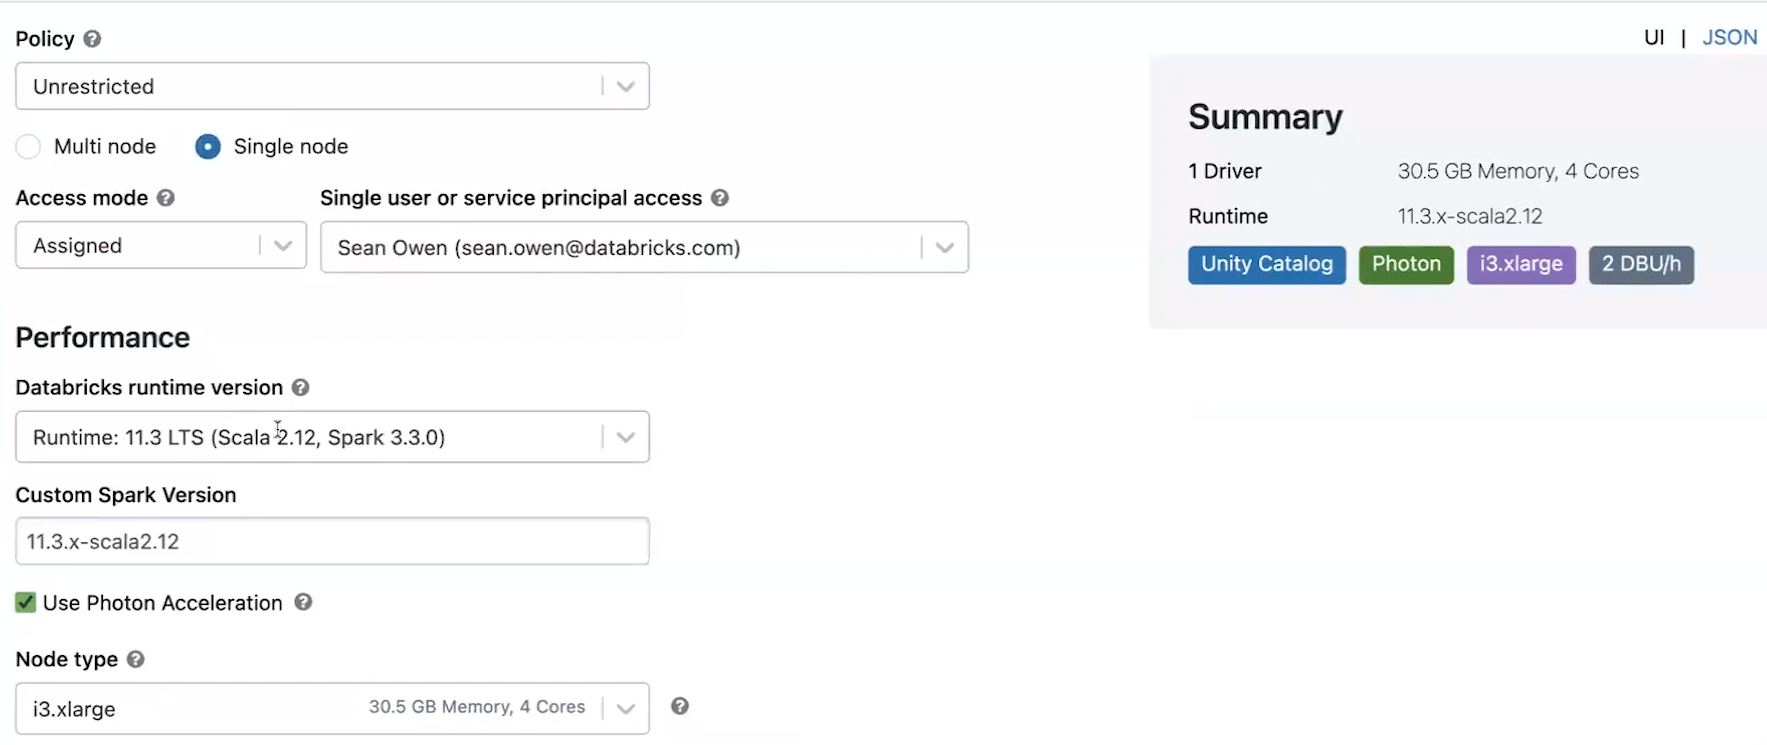 Policy
UI | JSON
Unrestricted
Multi node Single node
Access mode Single user or service principal access
Assigned Sean Owen (sean.owen@databricks.com)
Summary
1 Driver 30.5 GB Memory, 4 Cores
Runtime 11.3.x-scala2.12
Unity Catalog Photon i3.xlarge 2 DBU/h
Performance
Databricks runtime version
Runtime: 11.3 LTS (Scala 2.12, Spark 3.3.0)
Custom Spark Version
11.3.x-scala2.12
Use Photon Acceleration
Node type
i3.xlarge 30.5 GB Memory, 4 Cores